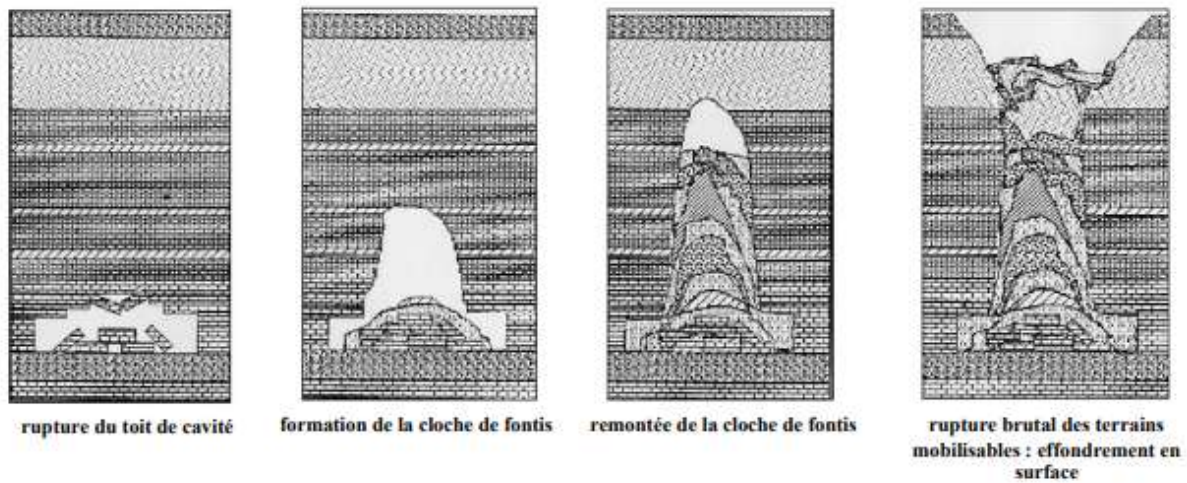 rupture du toit de cavité
formation de la cloche de fontis
remontée de la cloche de fontis
rupture brutal des terrains
mobilisables : effondrement en
surface